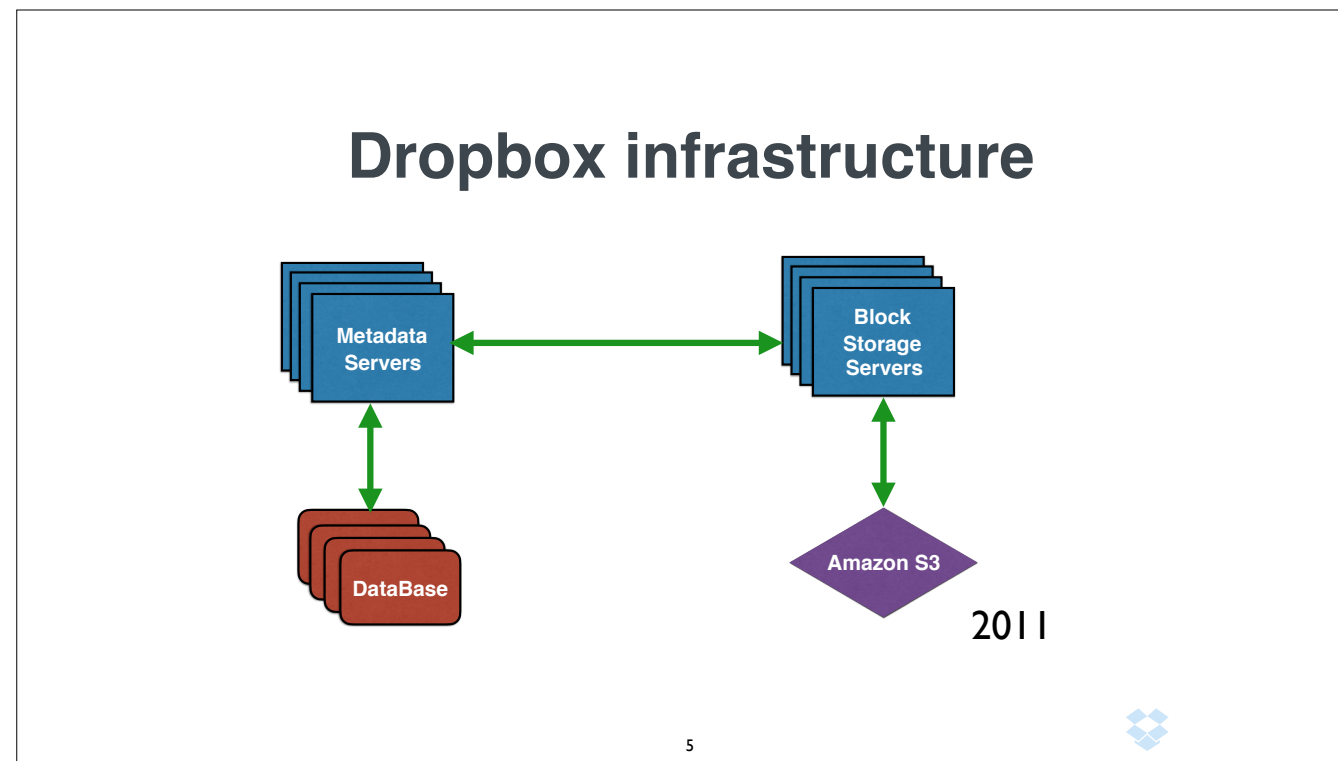 Dropbox infrastructure
Metadata
Servers
Block
Storage
Servers
DataBase
Amazon S3
2011
5